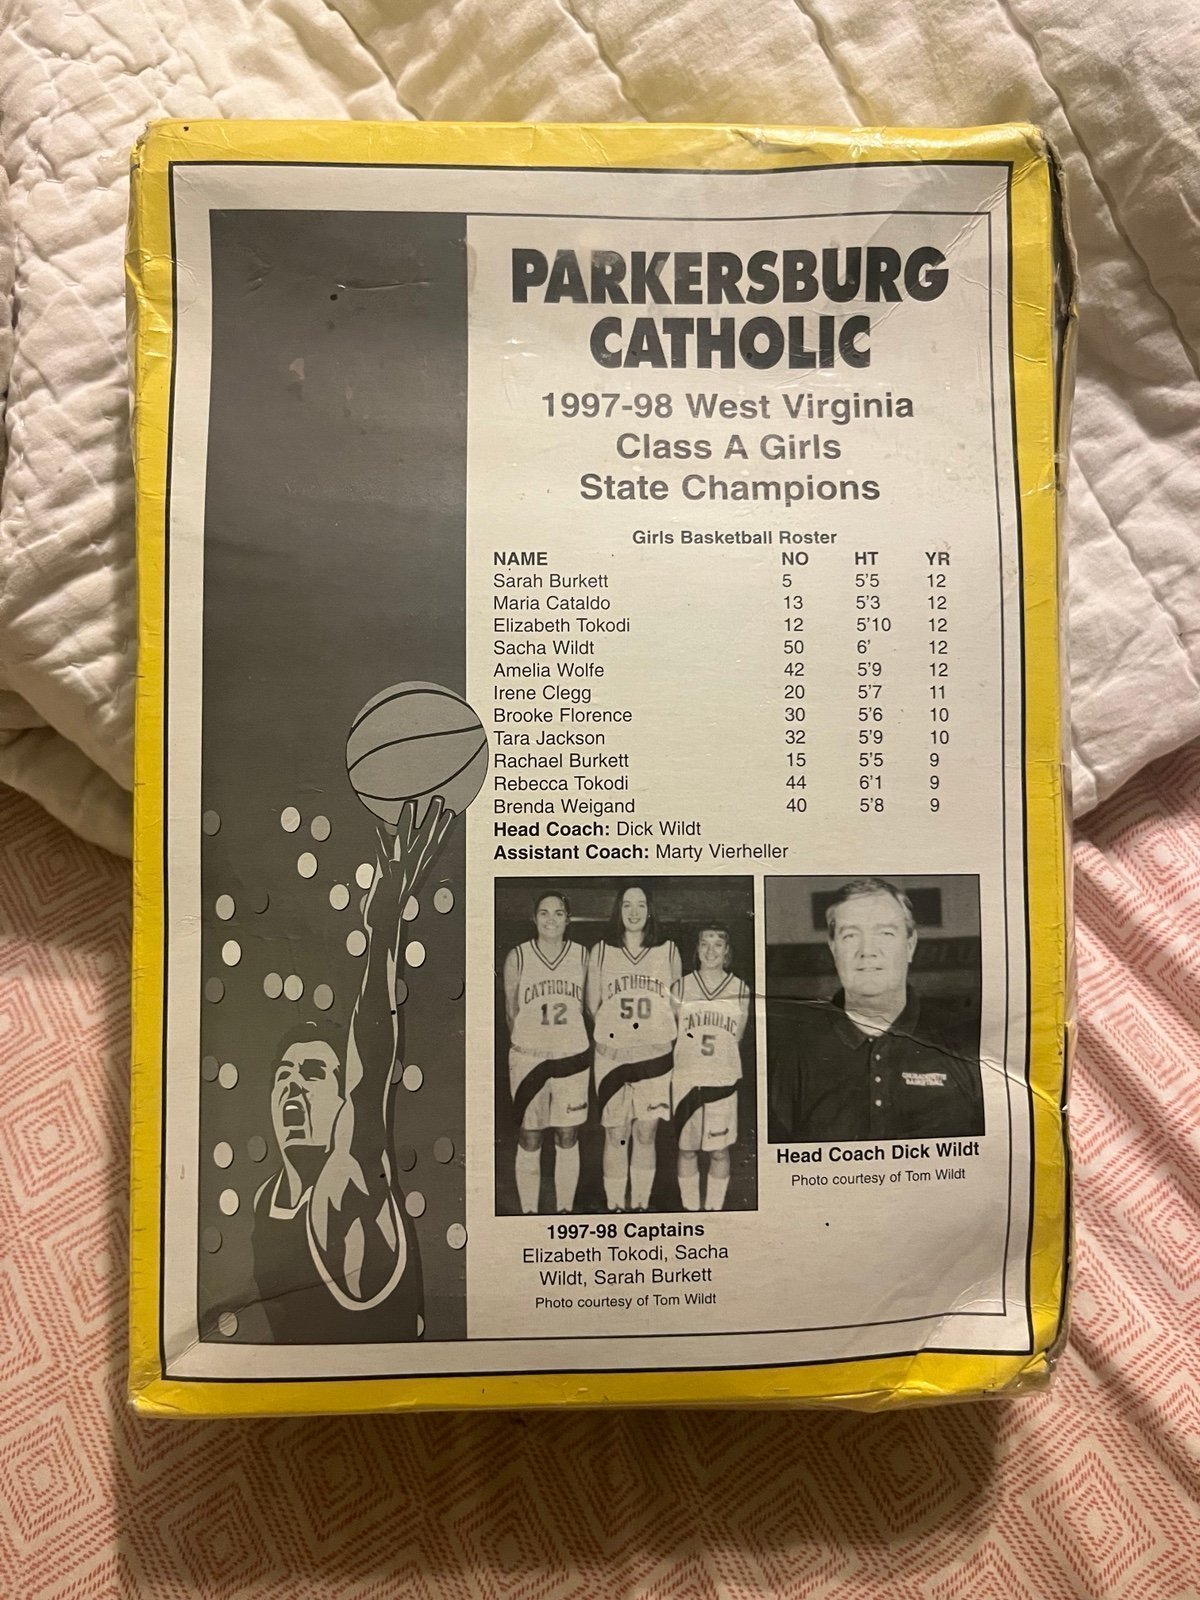 PARKERSBURG
CATHOLIC
1997-98 West Virginia
Class A Girls
State Champions
Girls Basketball Roster
NAME NO HT YR
Sarah Burkett 5 5'5 12
Maria Cataldo 13 5'3 12
Elizabeth Tokodi 12 5'10 12
Sacha Wildt 50 6' 12
Amelia Wolfe 42 5'9 12
Irene Clegg 20 5'7 11
Brooke Florence 30 5'6 10
Tara Jackson 32 5'9 10
Rachael Burkett 15 5'5 9
Rebecca Tokodi 44 6'1 9
Brenda Weigand 40 5'8 9
Head Coach: Dick Wildt
Assistant Coach: Marty Vierheller
CATHOLIC
12
CATHOLIC
50
CATHOLIC
5
BASKETBALL
Head Coach Dick Wildt
Photo courtesy of Tom Wildt
1997-98 Captains
Elizabeth Tokodi, Sacha
Wildt, Sarah Burkett
Photo courtesy of Tom Wildt